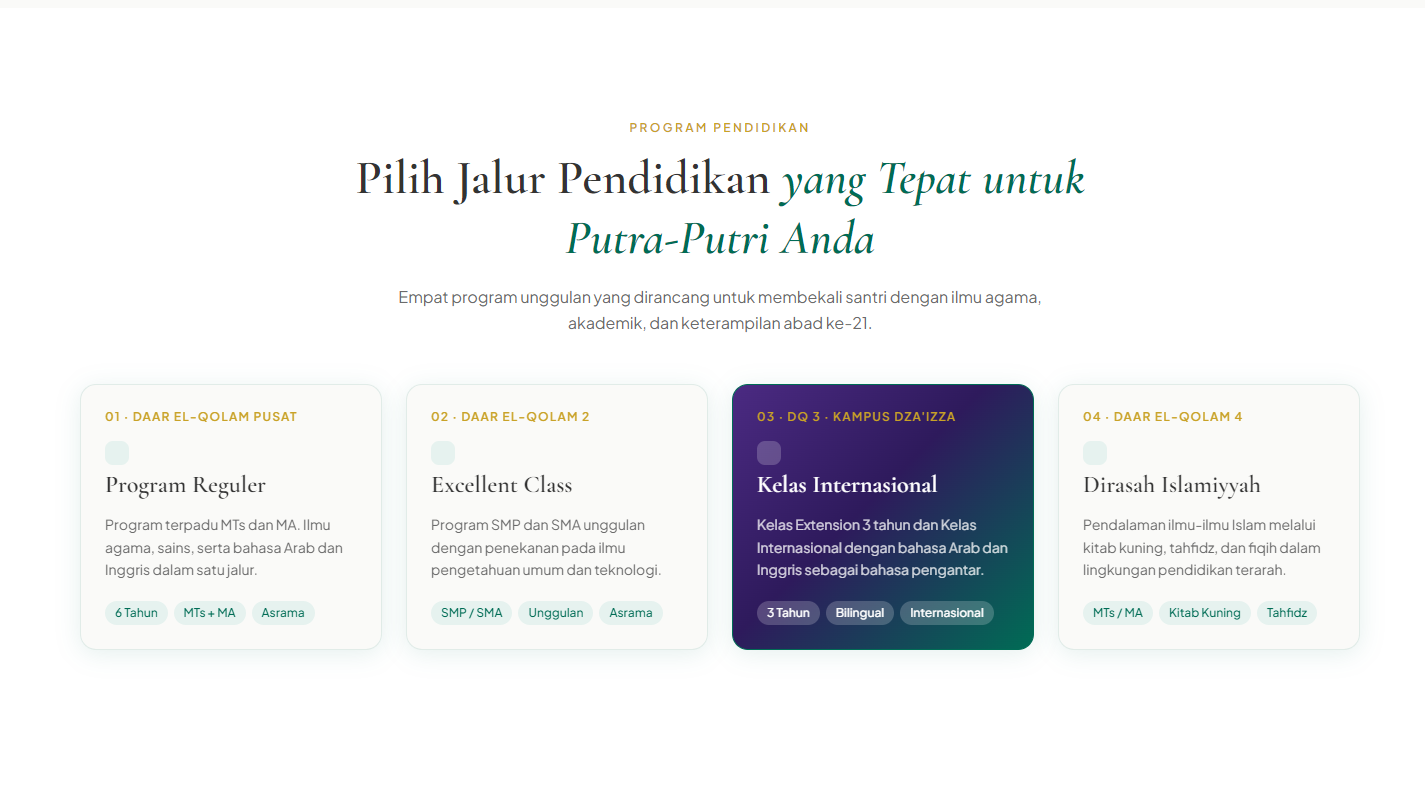 PROGRAM PENDIDIKAN
Pilih Jalur Pendidikan yang Tepat untuk
Putra-Putri Anda
Empat program unggulan yang dirancang untuk membekali santri dengan ilmu agama,
akademik, dan keterampilan abad ke-21.
01 · DAAR EL-QOLAM PUSAT
Program Reguler
Program terpadu MTs dan MA. Ilmu
agama, sains, serta bahasa Arab dan
Inggris dalam satu jalur.
6 Tahun
MTs + MA
Asrama
02 · DAAR EL-QOLAM 2
Excellent Class
Program SMP dan SMA unggulan
dengan penekanan pada ilmu
pengetahuan umum dan teknologi.
SMP / SMA
Unggulan
Asrama
03 · DQ 3 · KAMPUS DZA'IZZA
Kelas Internasional
Kelas Extension 3 tahun dan Kelas
Internasional dengan bahasa Arab dan
Inggris sebagai bahasa pengantar.
3 Tahun
Bilingual
Internasional
04 · DAAR EL-QOLAM 4
Dirasah Islamiyyah
Pendalaman ilmu-ilmu Islam melalui
kitab kuning, tahfidz, dan fiqih dalam
lingkungan pendidikan terarah.
MTs / MA
Kitab Kuning
Tahfidz